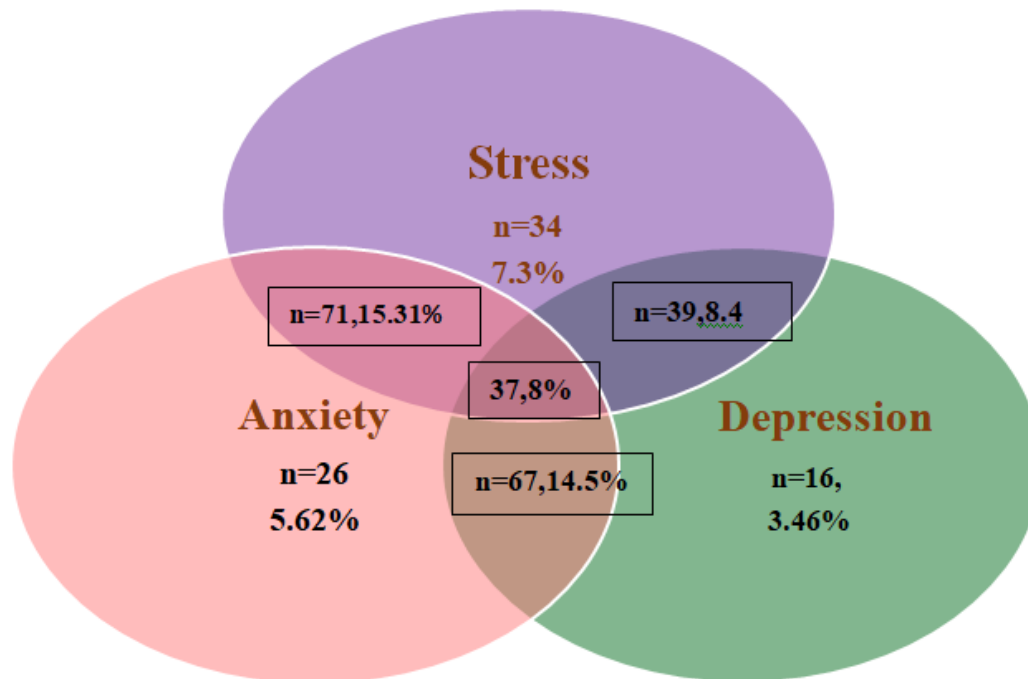 Stress
n=34
7.3%
n=71,15.31%
n=39,8.4
37,8%
Anxiety
n=26
5.62%
Depression
n=16,
3.46%
n=67,14.5%